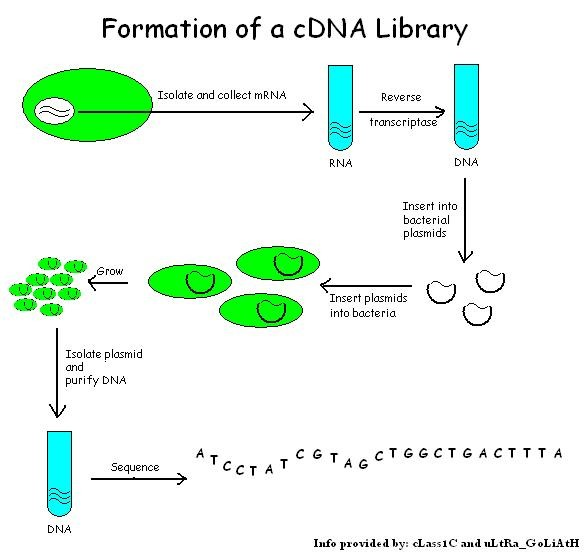 Formation of a cDNA Library
Isolate and collect mRNA
Reverse
transcriptase
RNA
DNA
Insert into
bacterial
plasmids
Insert plasmids
into bacteria
Grow
Isolate plasmid
and
purify DNA
DNA
Sequence
ATCCTATCGTAGCTGGCTGACTTTA
Info provided by: cLass1C and uLtRa_GoLiAtH